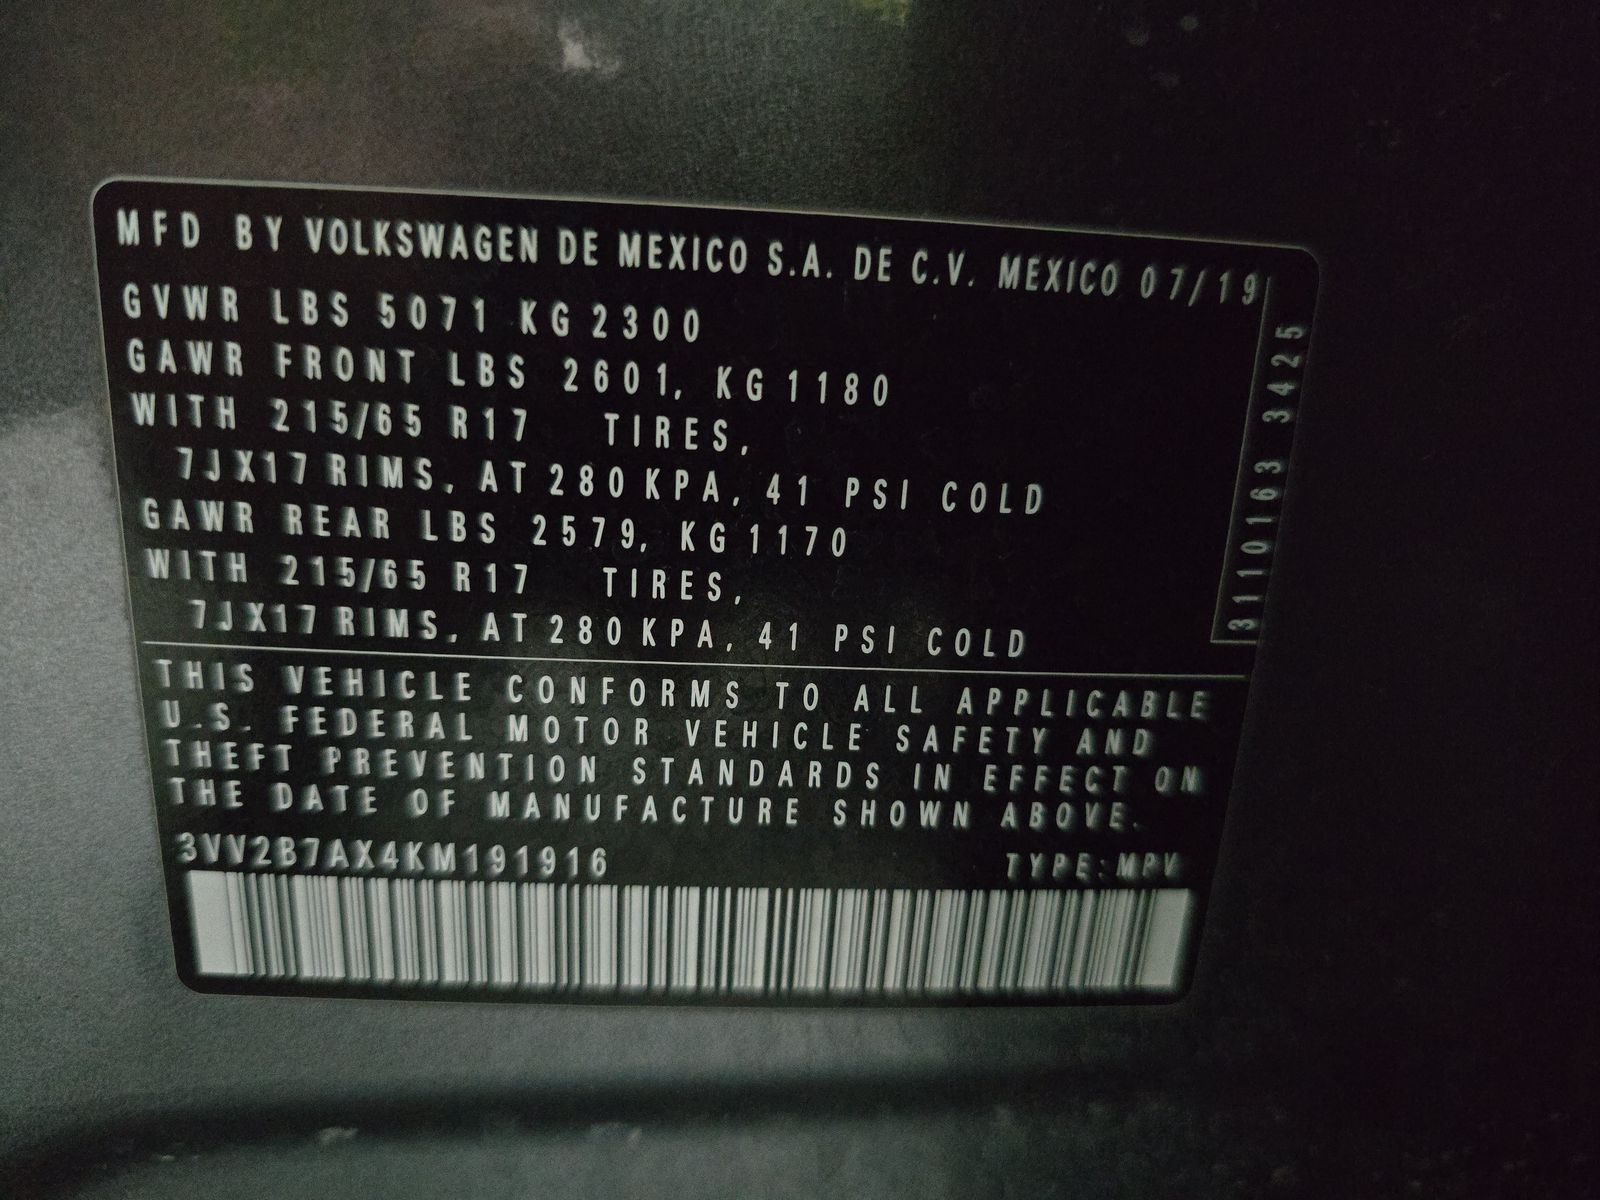 MFD BY VOLKSWAGEN DE MEXICO S.A. DE C.V. MEXICO 07/19
GVWR LBS 5071 KG 2300
GAWR FRONT LBS 2601, KG 1180
WITH 215/65 R17 TIRES,
7JX17 RIMS, AT 280 KPA, 41 PSI COLD
GAWR REAR LBS 2579, KG 1170
WITH 215/65 R17 TIRES,
7JX17 RIMS, AT 280 KPA, 41 PSI COLD
THIS VEHICLE CONFORMS TO ALL APPLICABLE
U.S. FEDERAL MOTOR VEHICLE SAFETY AND
THEFT PREVENTION STANDARDS IN EFFECT ON
THE DATE OF MANUFACTURE SHOWN ABOVE.
3VV2B7AX4KM191916 TYPE:MPV
3110163 3425